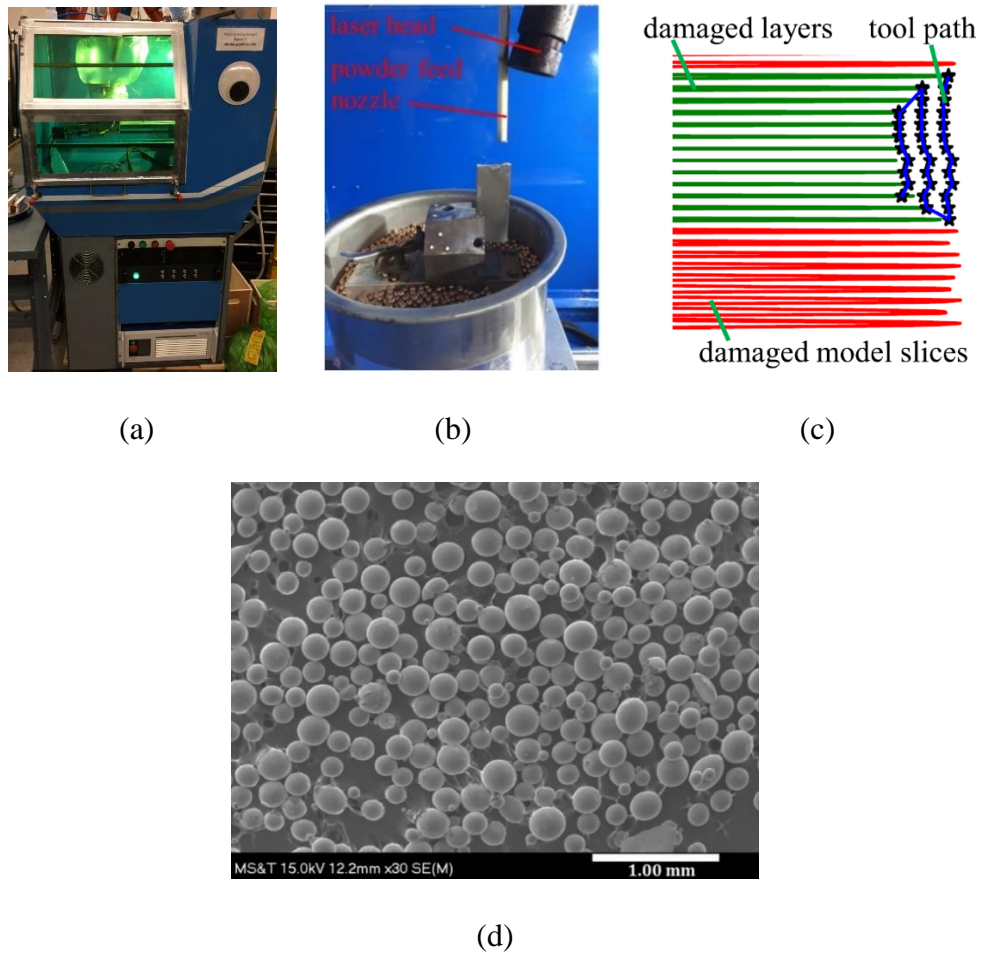 laser head
powder feed
nozzle
damaged layers
tool path
damaged model slices
(a)
(b)
(c)
MS&T 15.0kV 12.2mm x30 SE(M)
1.00 mm
(d)